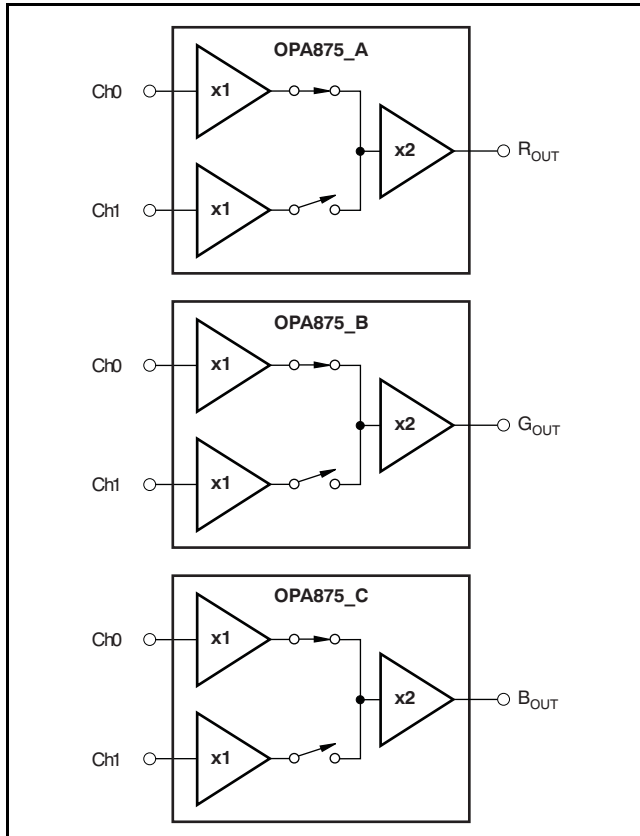 OPA875_A
Ch0
x1
x2
R_OUT
Ch1
x1
OPA875_B
Ch0
x1
x2
G_OUT
Ch1
x1
OPA875_C
Ch0
x1
x2
B_OUT
Ch1
x1